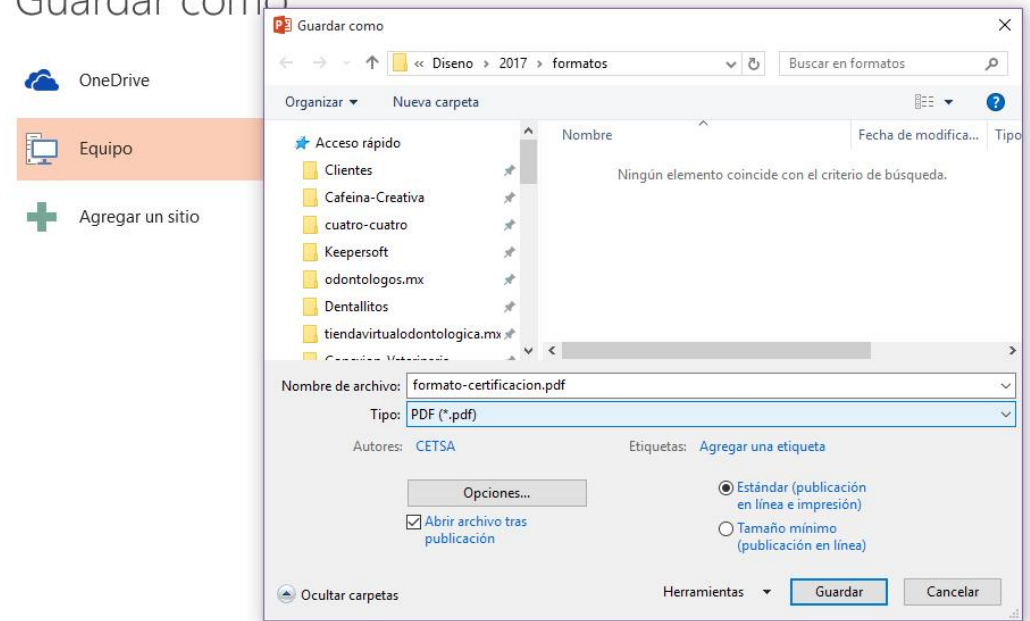 Guardar como
OneDrive
Equipo
Agregar un sitio
Guardar como
« Diseno › 2017 › formatos
Buscar en formatos
Organizar
Nueva carpeta
Acceso rápido
Clientes
Cafeina-Creativa
cuatro-cuatro
Keepersoft
odontologos.mx
Dentallitos
tiendavirtualodontologica.mx
Nombre
Fecha de modifica...
Tipo
Ningún elemento coincide con el criterio de búsqueda.
Nombre de archivo: formato-certificacion.pdf
Tipo: PDF (*.pdf)
Autores: CETSA
Etiquetas: Agregar una etiqueta
Opciones...
Abrir archivo tras
publicación
Estándar (publicación
en línea e impresión)
Tamaño mínimo
(publicación en línea)
Ocultar carpetas
Herramientas
Guardar
Cancelar